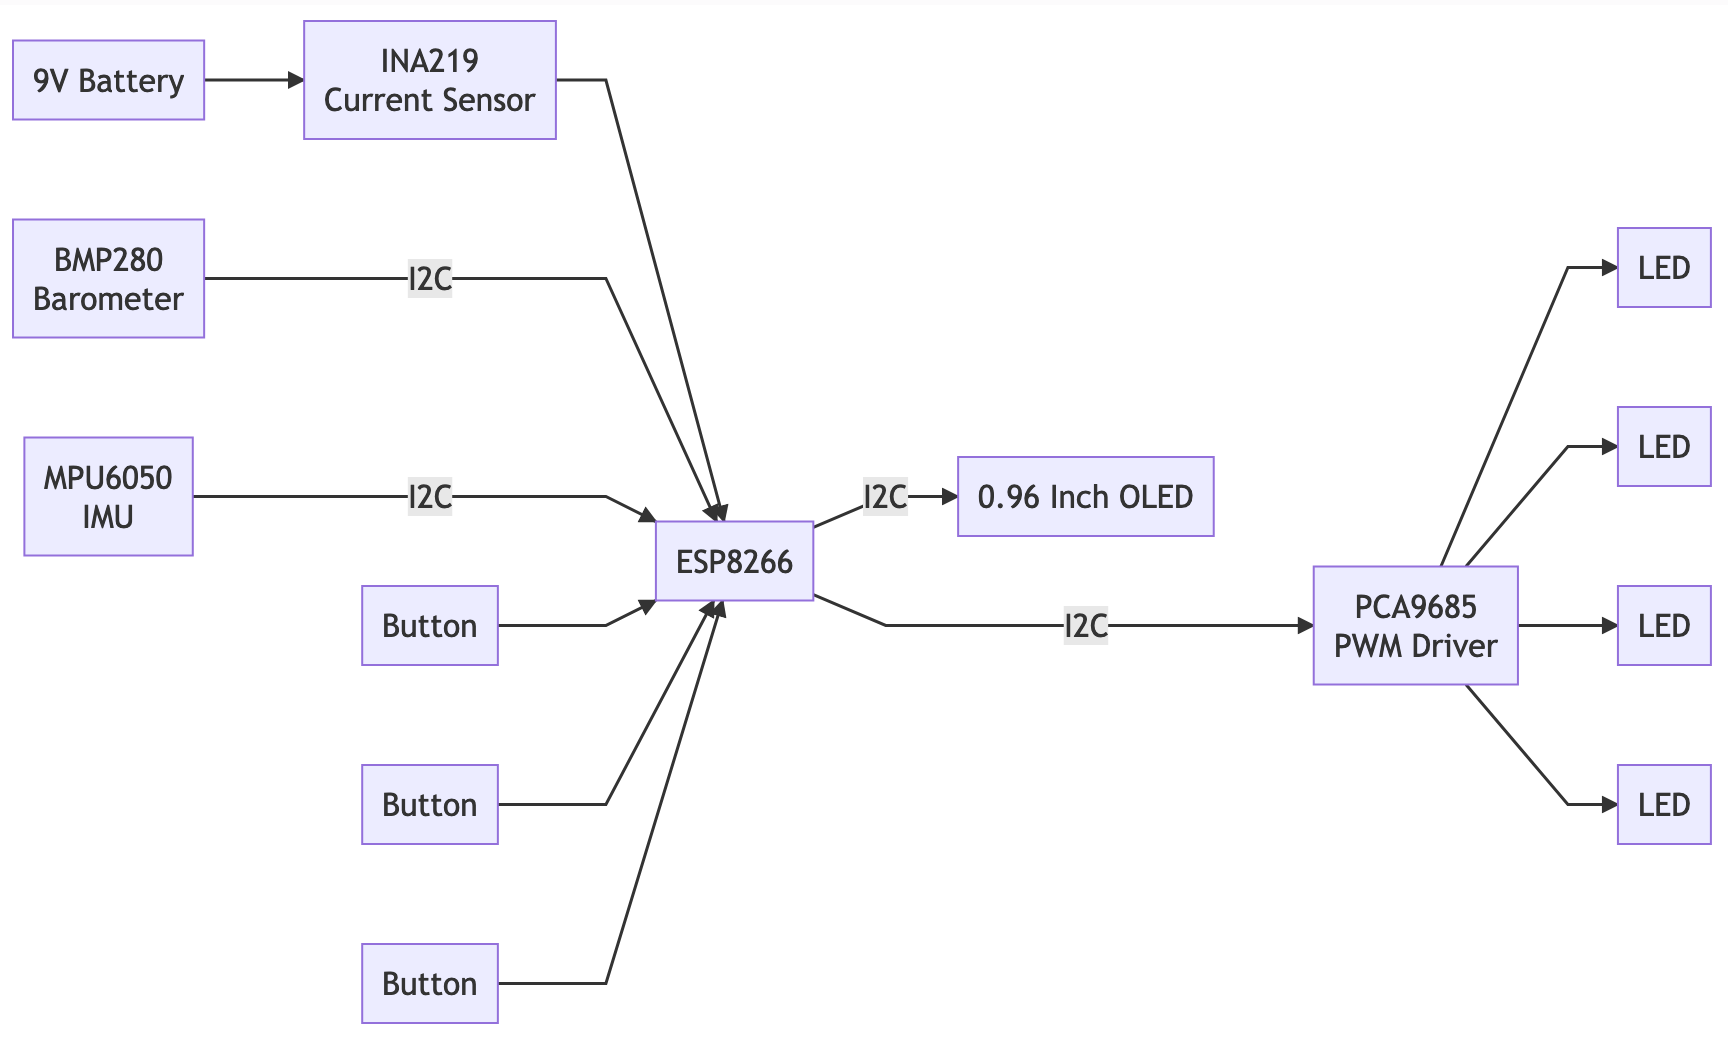 9V Battery
INA219
Current Sensor
BMP280
Barometer
I2C
MPU6050
IMU
I2C
ESP8266
I2C
0.96 Inch OLED
Button
Button
Button
I2C
PCA9685
PWM Driver
LED
LED
LED
LED